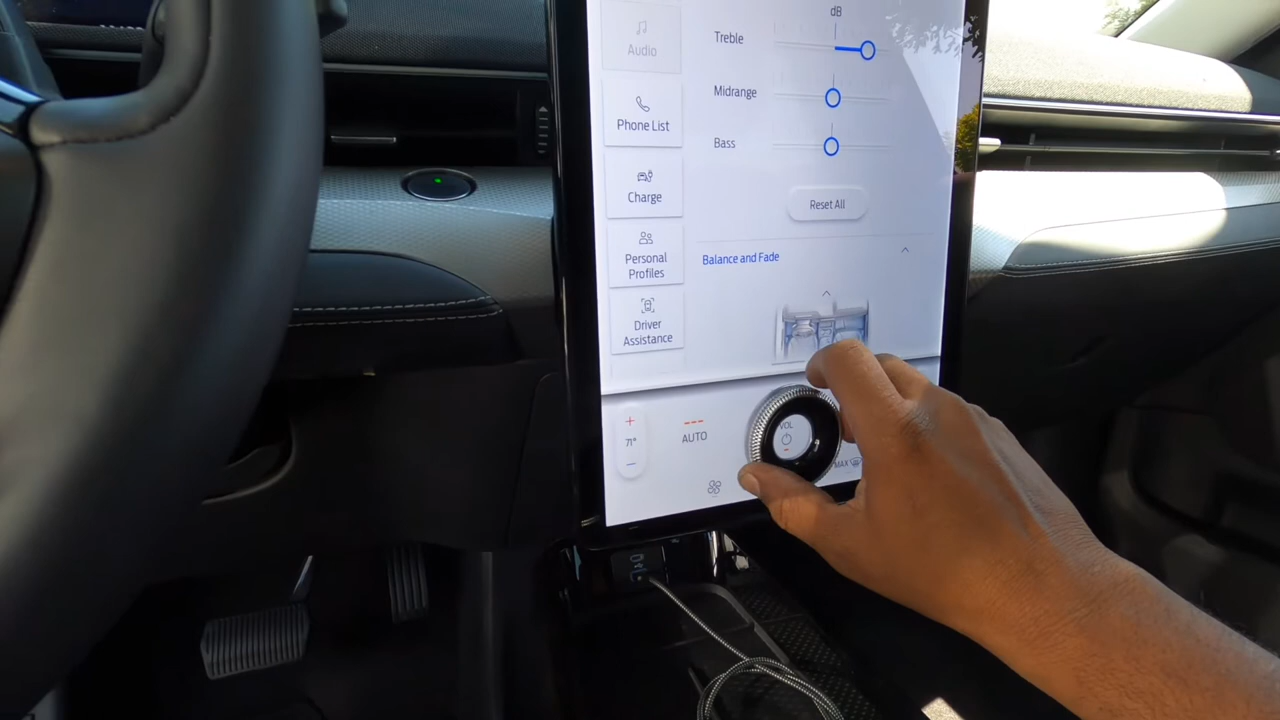 dB
Treble
Midrange
Bass
Reset All
Balance and Fade
Audio
Phone List
Charge
Personal
Profiles
Driver
Assistance
+
71°
−
---
AUTO
VOL
MAX